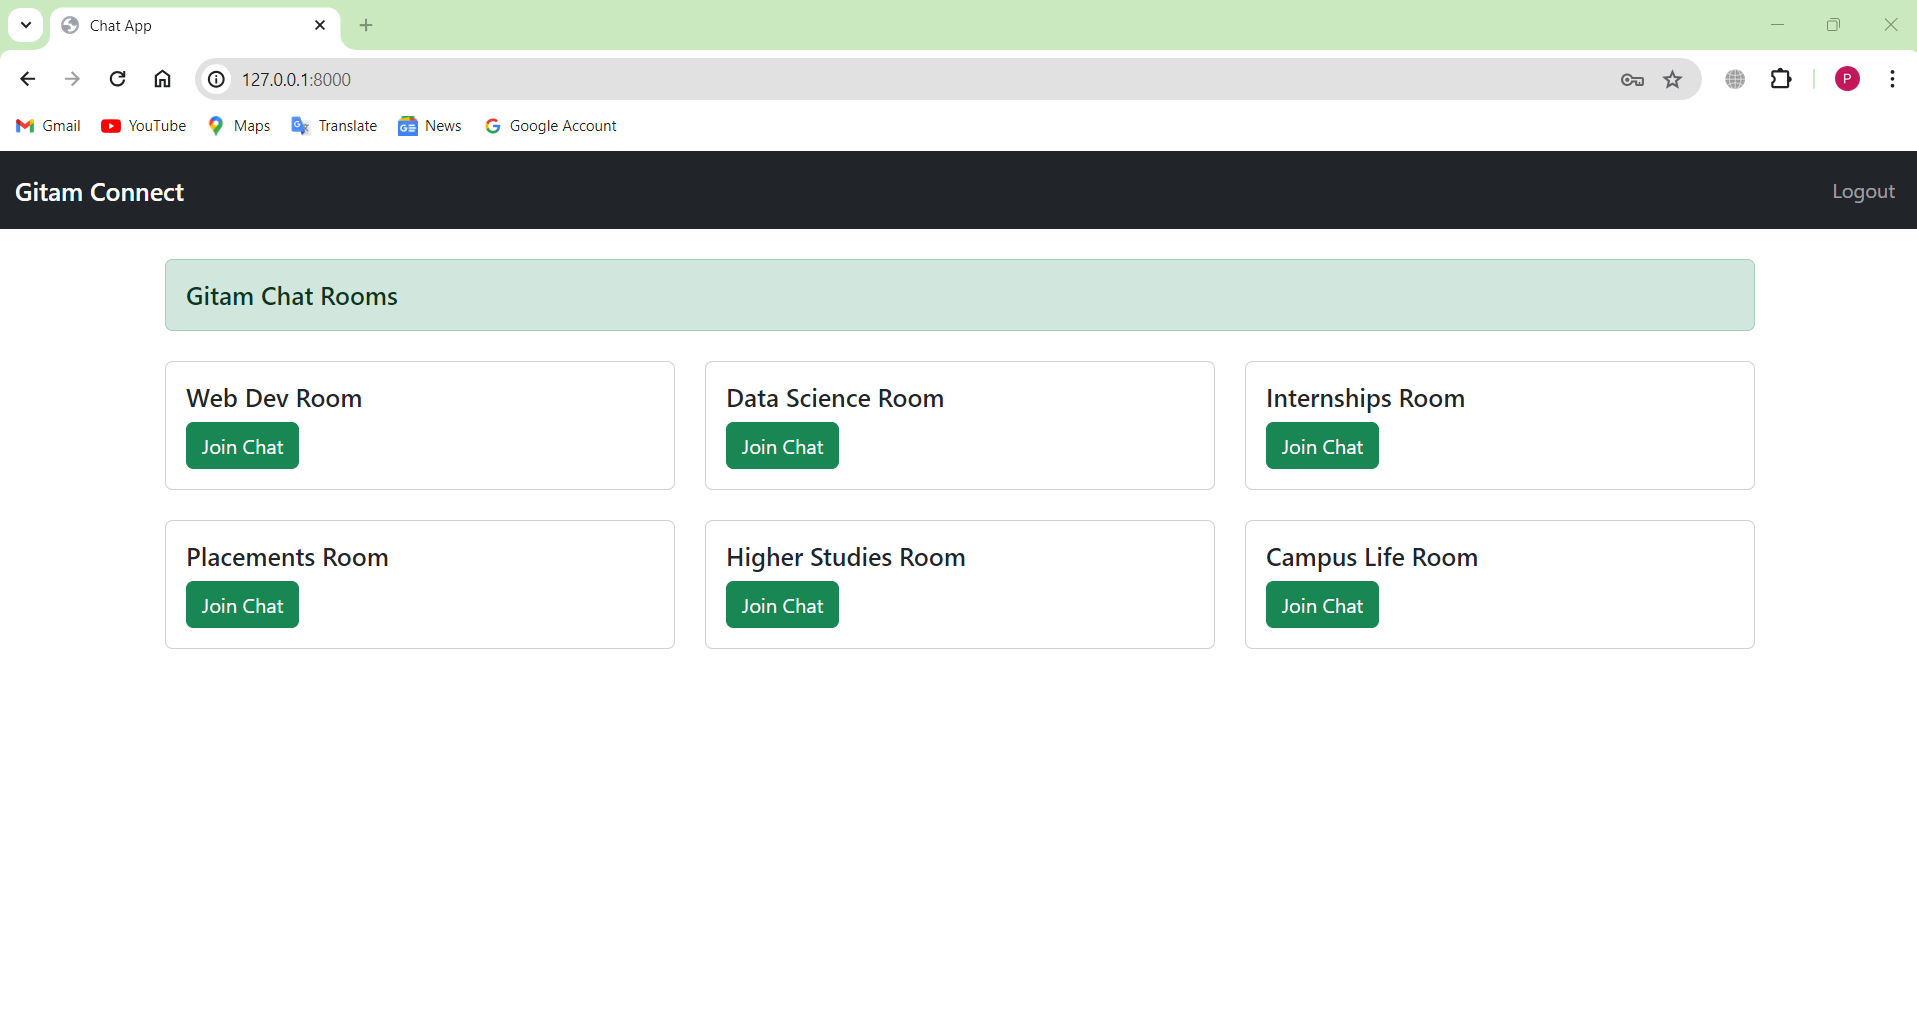 Chat App
127.0.0.1:8000
P
Gmail YouTube Maps Translate News Google Account
Gitam Connect Logout
Gitam Chat Rooms
Web Dev Room Data Science Room Internships Room
Join Chat Join Chat Join Chat
Placements Room Higher Studies Room Campus Life Room
Join Chat Join Chat Join Chat